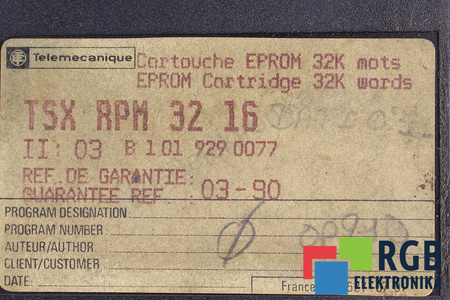 Telemecanique
Cartouche EPROM 32K mots
EPROM Cartridge 32K words
TSX RPM 32 16
II: 03 B 1 01 929 0077
REF. DE GARANTIE:
GUARANTEE REF. : 03-90
PROGRAM DESIGNATION:
PROGRAM NUMBER:
AUTEUR/AUTHOR
CLIENT/CUSTOMER
DATE:
France
RGB
ELEKTRONIKA